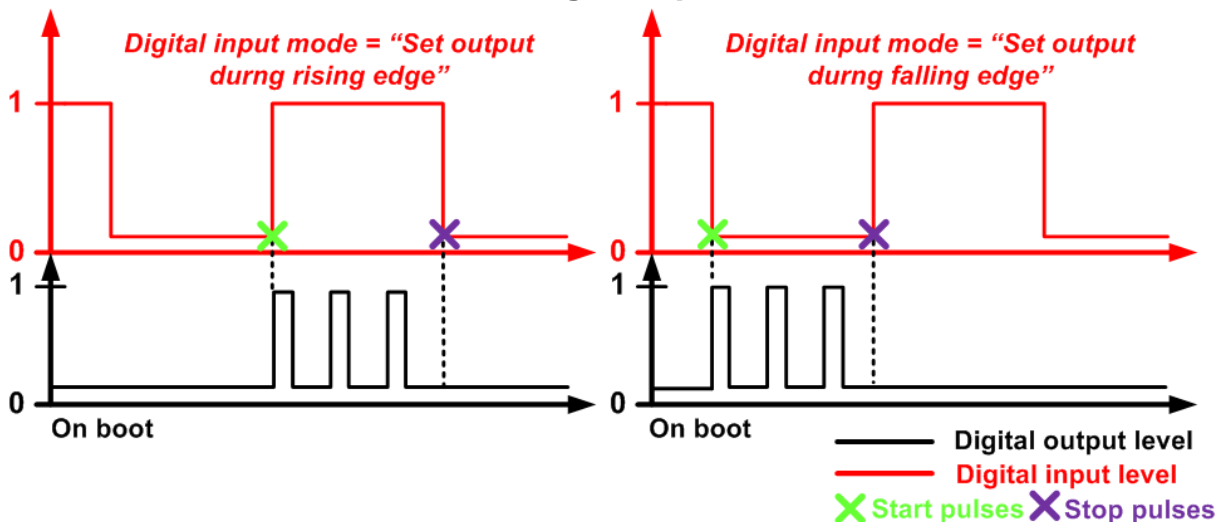 Digital input mode = “Set output
durng rising edge”
1
0
1
0
On boot
Digital input mode = “Set output
durng falling edge”
1
0
1
0
On boot
Digital output level
Digital input level
Start pulses
Stop pulses